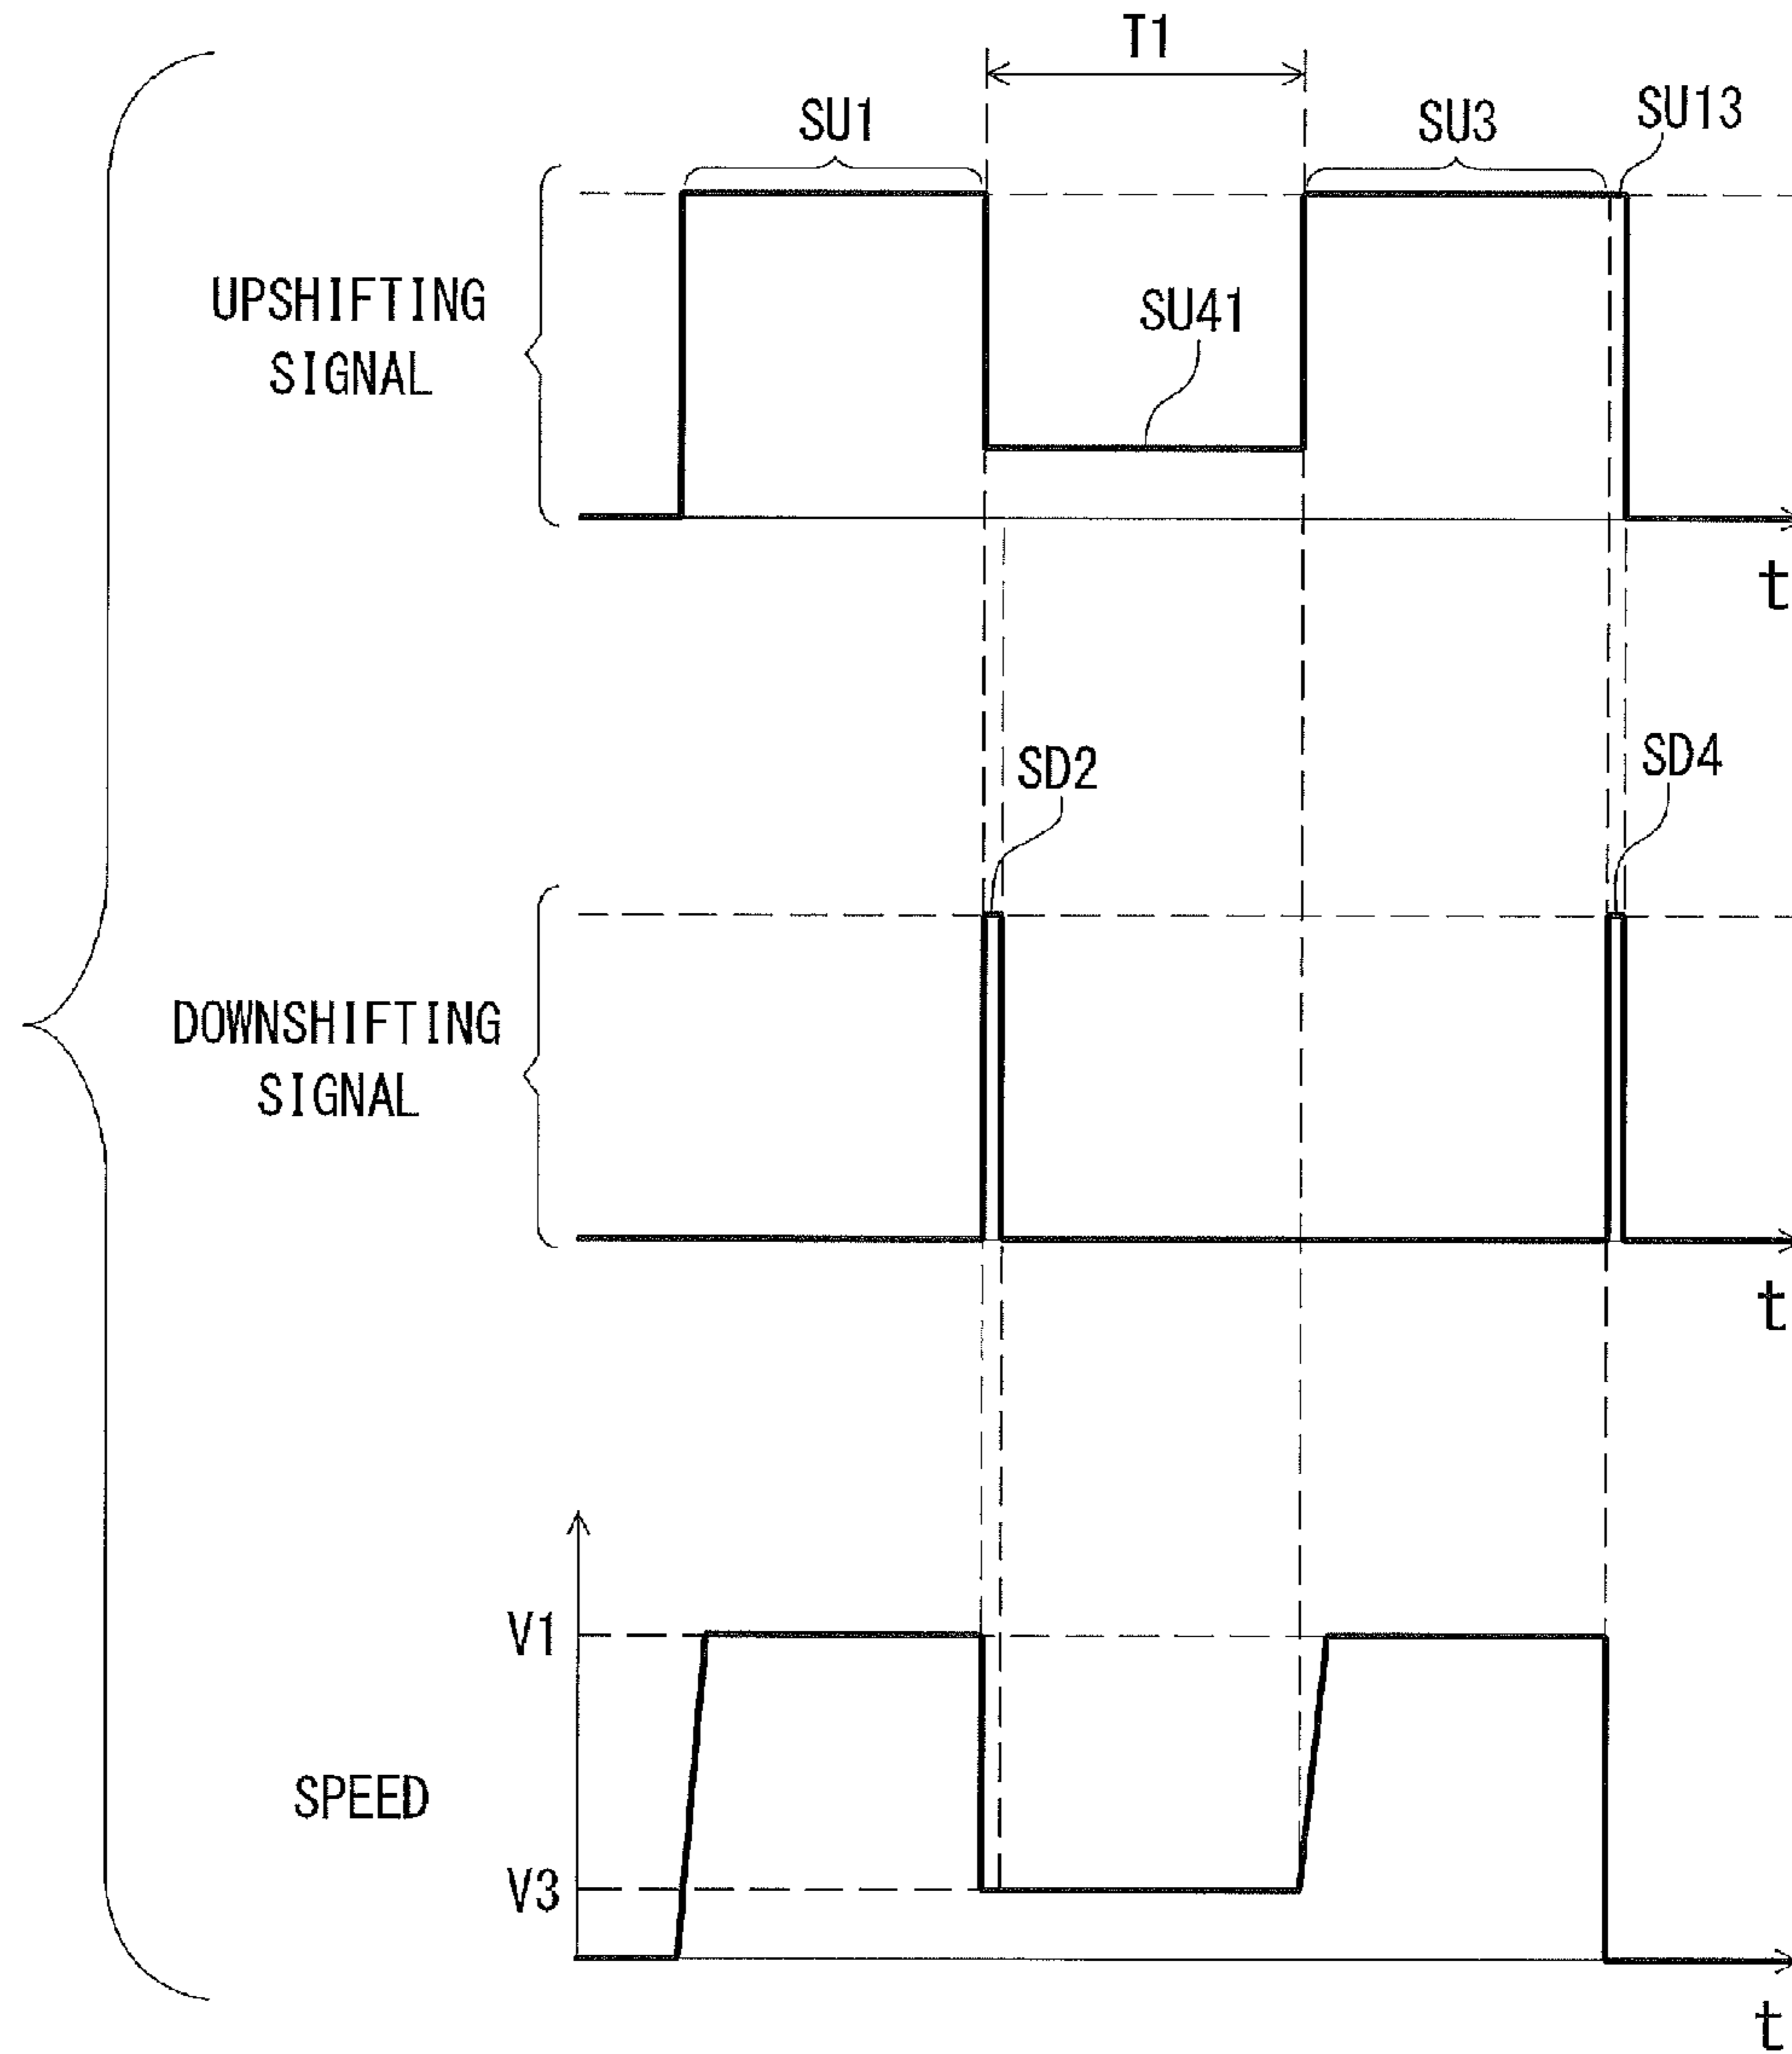 T1
SU1
SU3
SU13
UPSHIFTING
SIGNAL
SU41
t
SD2
SD4
DOWNSHIFTING
SIGNAL
t
V1
SPEED
V3
t